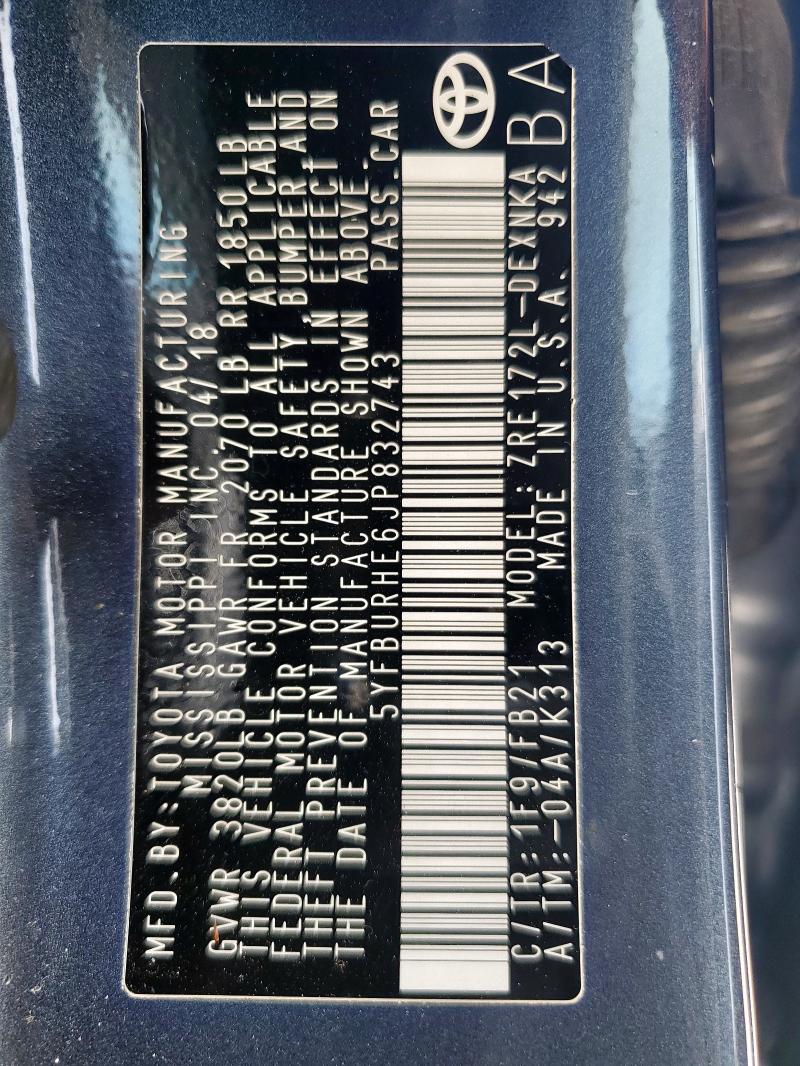 MFD.BY:TOYOTA MOTOR MANUFACTURING
MISSISSIPPI INC. 04/ 18
GVWR 3820LB GAWR FR 2070 LB RR 1850 LB
THIS VEHICLE CONFORMS TO ALL APPLICABLE
FEDERAL MOTOR VEHICLE SAFETY,BUMPER,AND
THEFT PREVENTION STANDARDS IN EFFECT ON
THE DATE OF MANUFACTURE SHOWN ABOVE.
5YFBURHE6JP832743 PASS.CAR
C/TR:1F9/FB21 MODEL:ZRE172L-DEXNKA
A/TM:-04A/K313 MADE IN U.S.A. 942
BA